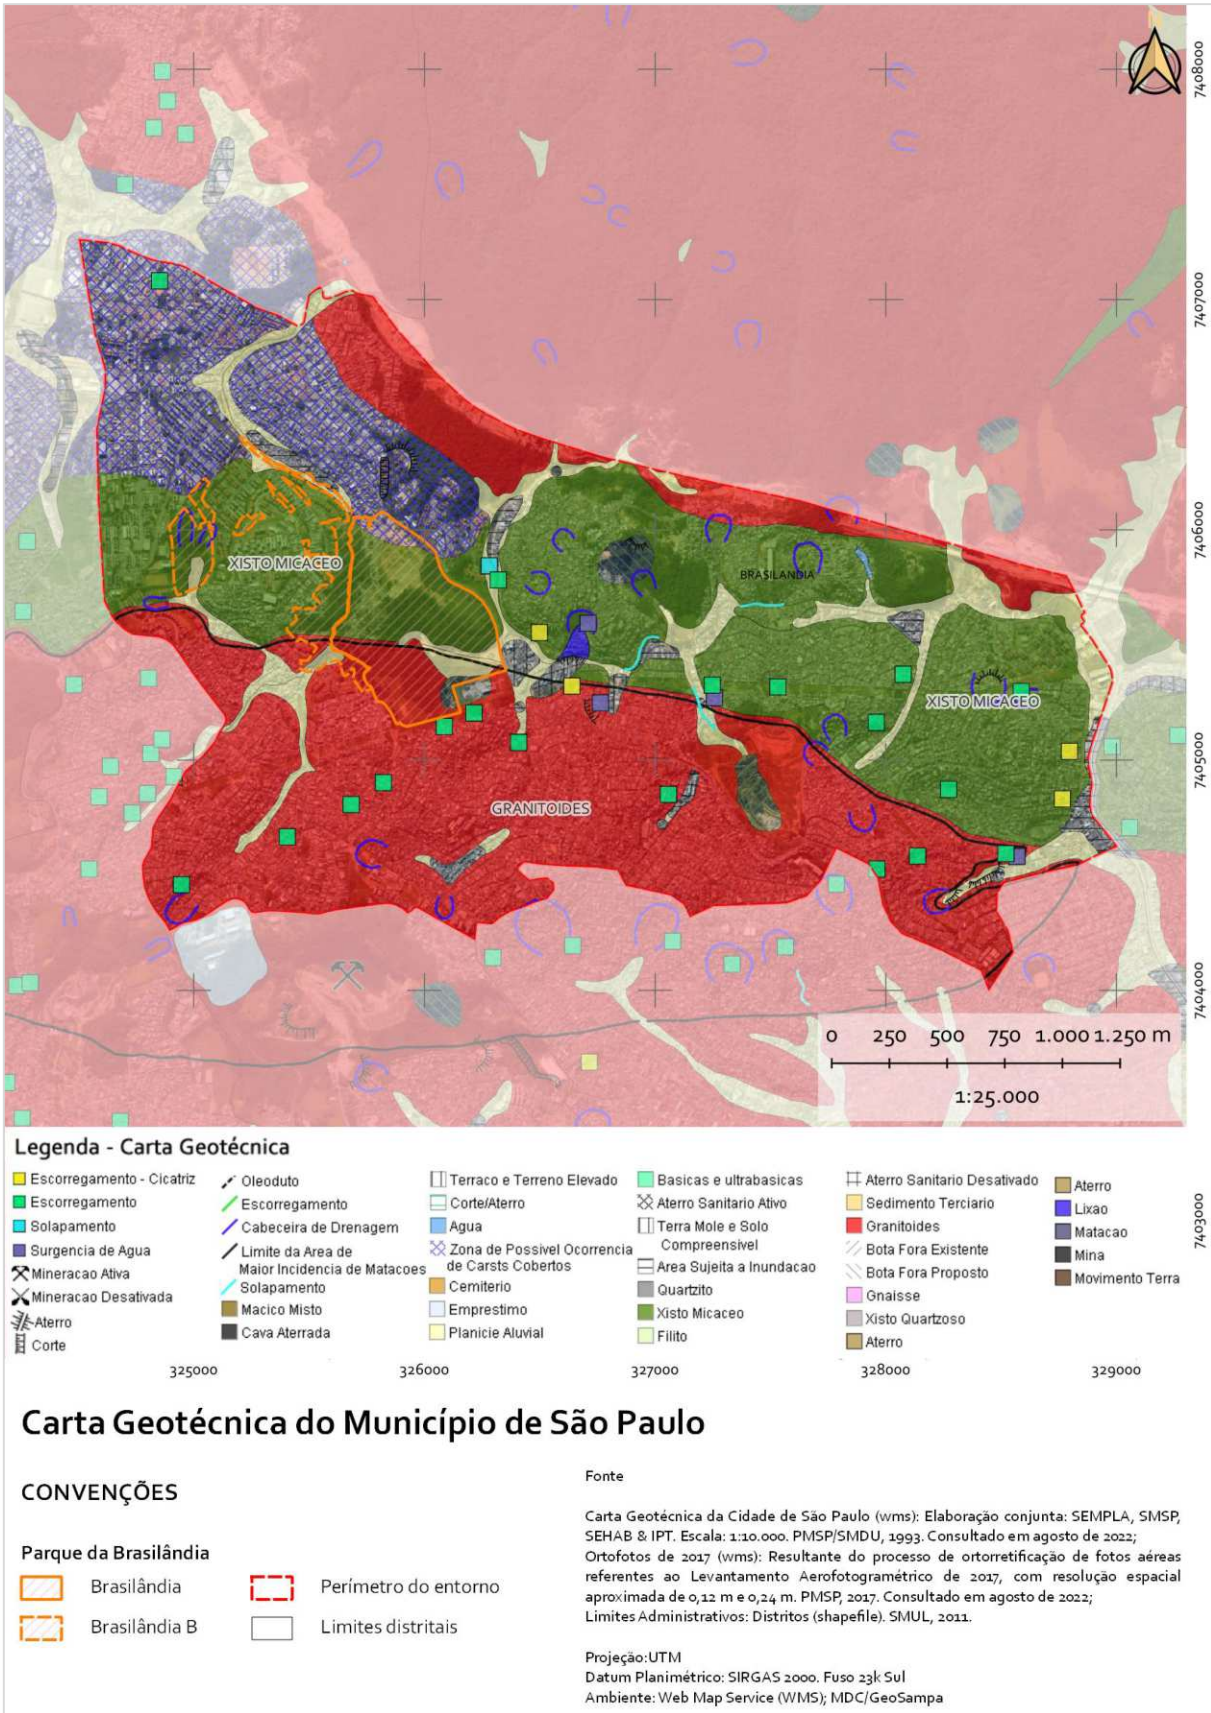 7408000
7407000
7406000
7405000
7404000
7403000
XISTO MICACEO
BRASILANDIA
XISTO MICACEO
GRANITOIDES
0 250 500 750 1.000 1.250 m
1:25.000
Legenda - Carta Geotécnica
Escorregamento - Cicatriz
Escorregamento
Solapamento
Surgencia de Agua
Mineracao Ativa
Mineracao Desativada
Aterro
Corte
Oleoduto
Escorregamento
Cabeceira de Drenagem
Limite da Area de
Maior Incidencia de Matacoes
Solapamento
Macico Misto
Cava Aterrada
Terraco e Terreno Elevado
Corte/Aterro
Agua
Zona de Possivel Ocorrencia
de Carsts Cobertos
Cemiterio
Emprestimo
Planicie Aluvial
Basicas e ultrabasicas
Aterro Sanitario Ativo
Terra Mole e Solo
Compreensivel
Area Sujeita a Inundacao
Quartzito
Xisto Micaceo
Filito
Aterro Sanitario Desativado
Sedimento Terciario
Granitoides
Bota Fora Existente
Bota Fora Proposto
Gnaisse
Xisto Quartzoso
Aterro
Aterro
Lixao
Matacao
Mina
Movimento Terra
325000 326000 327000 328000 329000
Carta Geotécnica do Município de São Paulo
CONVENÇÕES
Parque da Brasilândia
Brasilândia
Brasilândia B
Perímetro do entorno
Limites distritais
Fonte
Carta Geotécnica da Cidade de São Paulo (wms): Elaboração conjunta: SEMPLA, SMSP,
SEHAB & IPT. Escala: 1:10.000. PMSP/SMDU, 1993. Consultado em agosto de 2022;
Ortofotos de 2017 (wms): Resultante do processo de ortorretificação de fotos aéreas
referentes ao Levantamento Aerofotogramétrico de 2017, com resolução espacial
aproximada de 0,12 m e 0,24 m. PMSP, 2017. Consultado em agosto de 2022;
Limites Administrativos: Distritos (shapefile). SMUL, 2011.
Projeção:UTM
Datum Planimétrico: SIRGAS 2000. Fuso 23k Sul
Ambiente: Web Map Service (WMS); MDC/GeoSampa